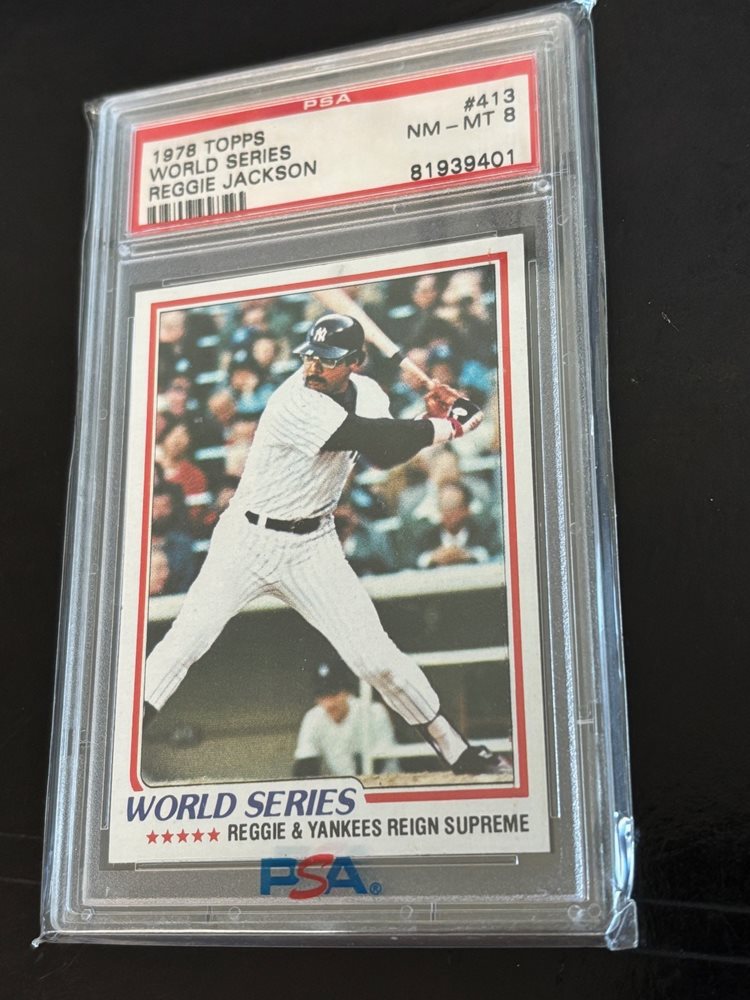 PSA
1978 TOPPS
WORLD SERIES
REGGIE JACKSON
#413
NM-MT 8
81939401
NY
WORLD SERIES
★★★★★ REGGIE & YANKEES REIGN SUPREME
PSA®